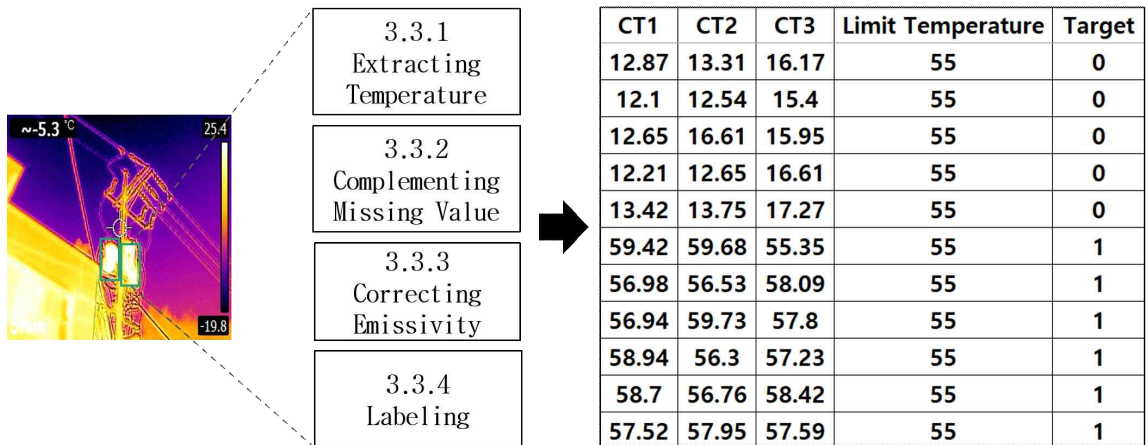 ~-5.3 °C
25.4
-19.8
3.3.1
Extracting
Temperature
3.3.2
Complementing
Missing Value
3.3.3
Correcting
Emissivity
3.3.4
Labeling
CT1 CT2 CT3 Limit Temperature Target
12.87 13.31 16.17 55 0
12.1 12.54 15.4 55 0
12.65 16.61 15.95 55 0
12.21 12.65 16.61 55 0
13.42 13.75 17.27 55 0
59.42 59.68 55.35 55 1
56.98 56.53 58.09 55 1
56.94 59.73 57.8 55 1
58.94 56.3 57.23 55 1
58.7 56.76 58.42 55 1
57.52 57.95 57.59 55 1